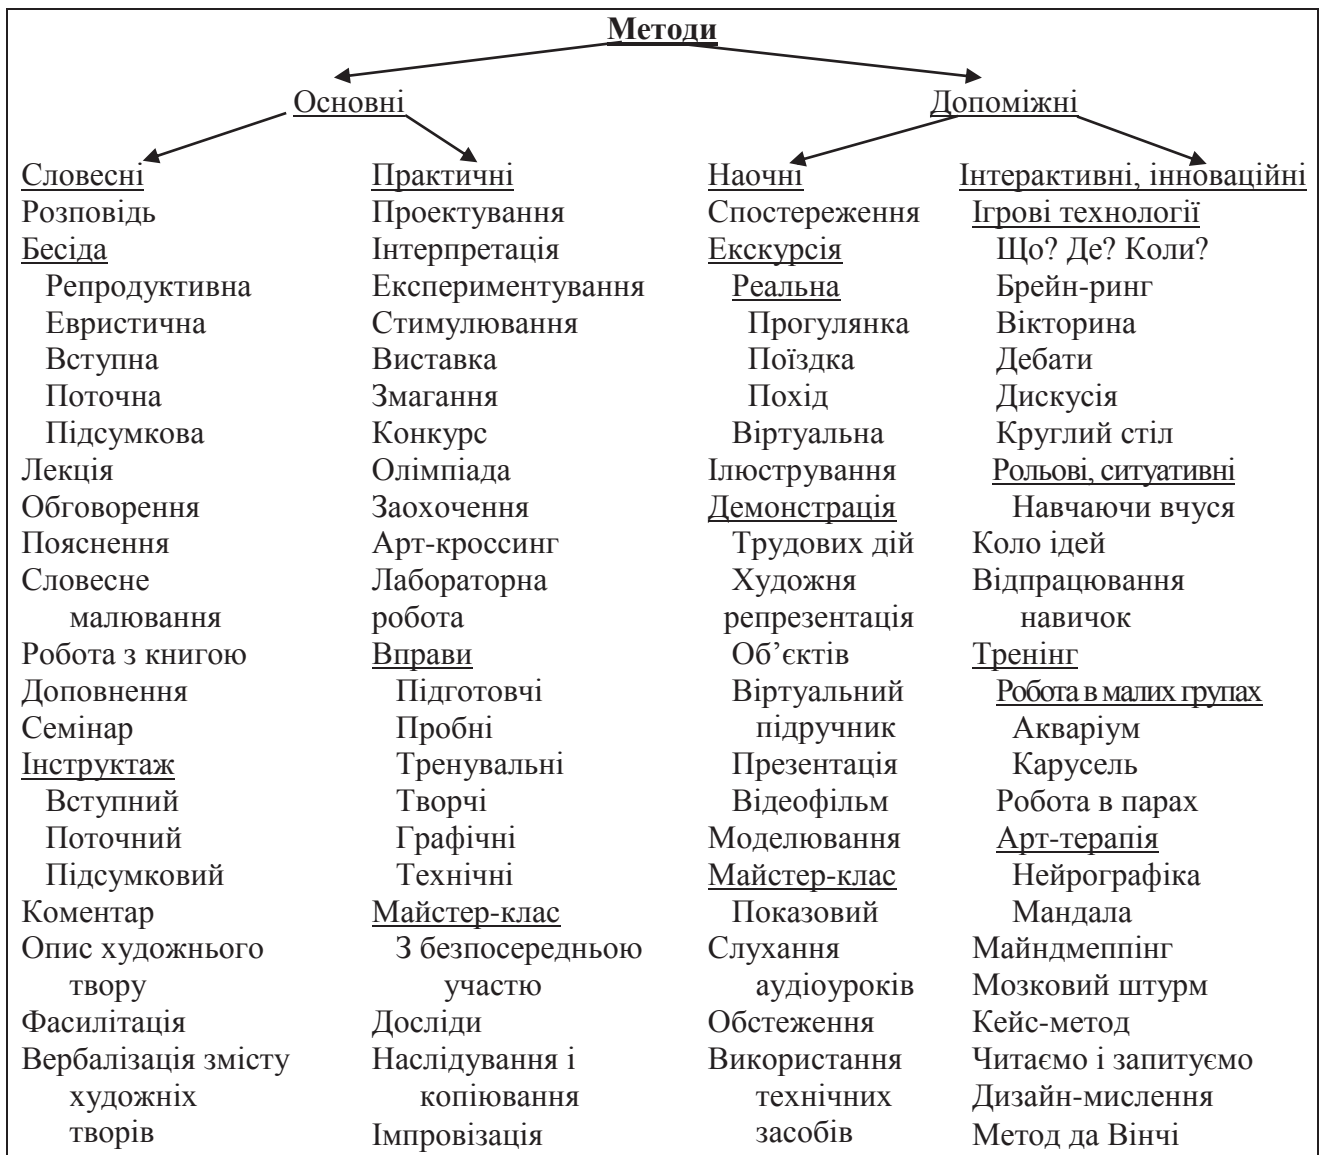 Методи
Основні
Допоміжні
Словесні
Розповідь
Бесіда
Репродуктивна
Евристична
Вступна
Поточна
Підсумкова
Лекція
Обговорення
Пояснення
Словесне
малювання
Робота з книгою
Доповнення
Семінар
Інструктаж
Вступний
Поточний
Підсумковий
Коментар
Опис художнього
твору
Фасилітація
Вербалізація змісту
художніх
творів
Практичні
Проектування
Інтерпретація
Експериментування
Стимулювання
Виставка
Змагання
Конкурс
Олімпіада
Заохочення
Арт-кроссинг
Лабораторна
робота
Вправи
Підготовчі
Пробні
Тренувальні
Творчі
Графічні
Технічні
Майстер-клас
З безпосередньою
участю
Досліди
Наслідування і
копіювання
Імпровізація
Наочні
Спостереження
Екскурсія
Реальна
Прогулянка
Поїздка
Похід
Віртуальна
Ілюстрування
Демонстрація
Трудових дій
Художня
репрезентація
Об’єктів
Віртуальний
підручник
Презентація
Відеофільм
Моделювання
Майстер-клас
Показовий
Слухання
аудіоуроків
Обстеження
Використання
технічних
засобів
Інтерактивні, інноваційні
Ігрові технології
Що? Де? Коли?
Брейн-ринг
Вікторина
Дебати
Дискусія
Круглий стіл
Рольові, ситуативні
Навчаючи вчуся
Коло ідей
Відпрацювання
навичок
Тренінг
Робота в малих групах
Акваріум
Карусель
Робота в парах
Арт-терапія
Нейрографіка
Мандала
Майндмеппінг
Мозковий штурм
Кейс-метод
Читаємо і запитуємо
Дизайн-мислення
Метод да Вінчі